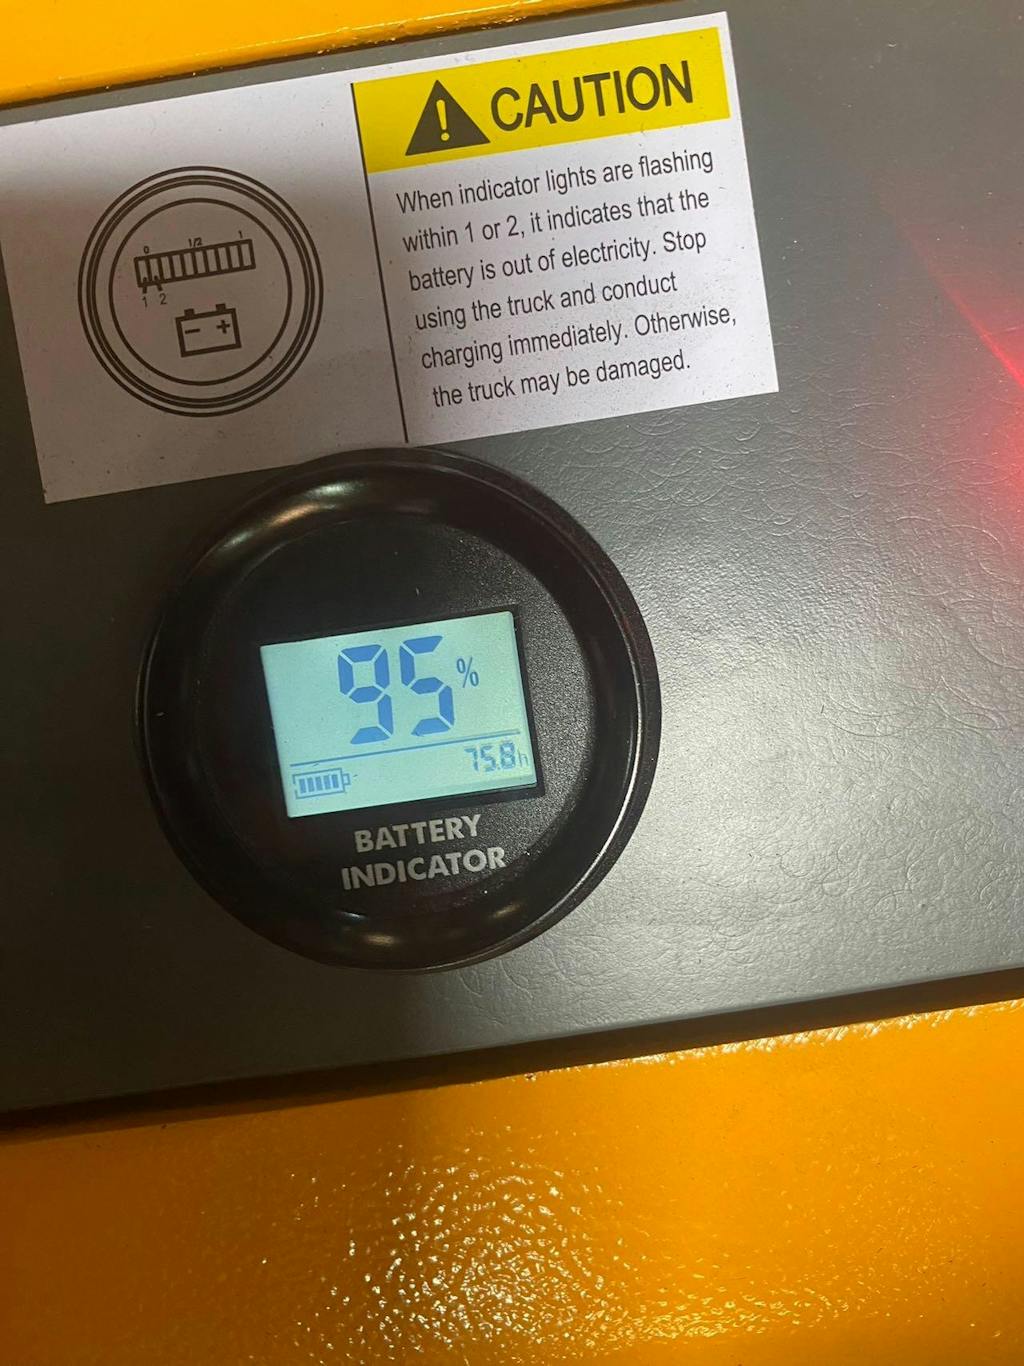 CAUTION
When indicator lights are flashing
within 1 or 2, it indicates that the
battery is out of electricity. Stop
using the truck and conduct
charging immediately. Otherwise,
the truck may be damaged.
0 1/2 1
1 2
- +
95%
75.8h
BATTERY
INDICATOR